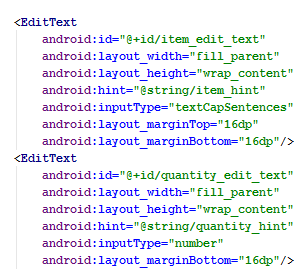 <EditText
    android:id="@+id/item_edit_text"
    android:layout_width="fill_parent"
    android:layout_height="wrap_content"
    android:hint="@string/item_hint"
    android:inputType="textCapSentences"
    android:layout_marginTop="16dp"
    android:layout_marginBottom="16dp"/>
<EditText
    android:id="@+id/quantity_edit_text"
    android:layout_width="fill_parent"
    android:layout_height="wrap_content"
    android:hint="@string/quantity_hint"
    android:inputType="number"
    android:layout_marginBottom="16dp"/>